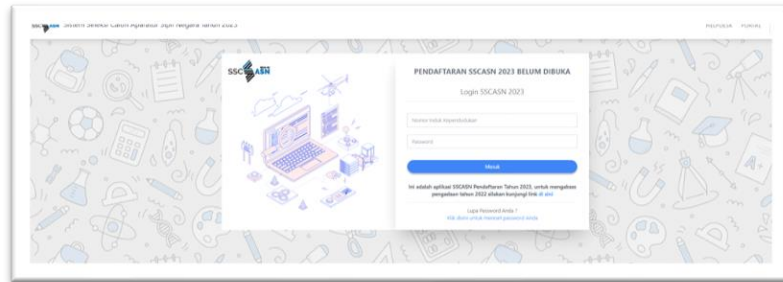 Sistem Seleksi Calon Aparatur Sipil Negara Tahun 2023
HELPDESK PORTAL
SSCASN
PENDAFTARAN SSCASN 2023 BELUM DIBUKA
Login SSCASN 2023
Nomor Induk Kependudukan
Password
Masuk
Ini adalah aplikasi SSCASN Pendaftaran Tahun 2023, untuk mengakses
pengadaan tahun 2022 silakan kunjungi link di sini
Lupa Password Anda ?
Klik disini untuk mereset password Anda
A+